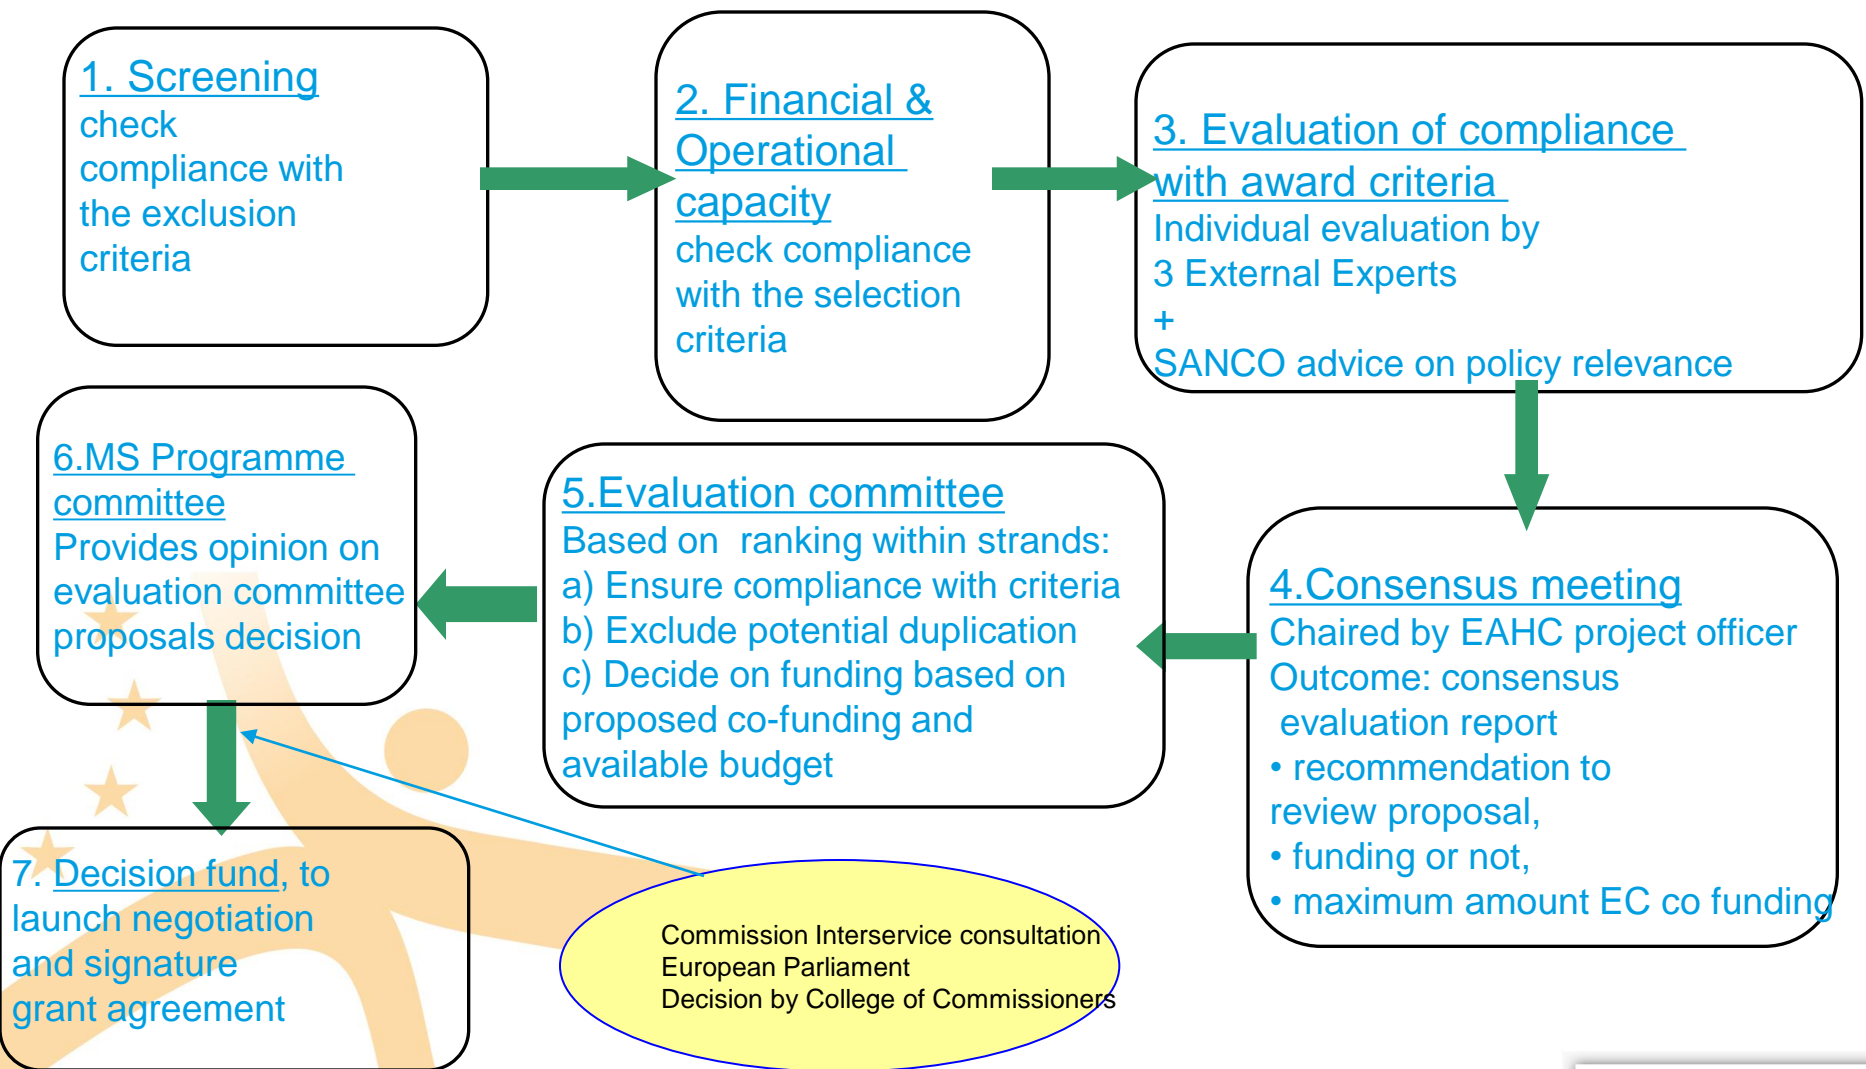 1. Screening
check
compliance with
the exclusion
criteria
2. Financial &
Operational
capacity
check compliance
with the selection
criteria
3. Evaluation of compliance
with award criteria
Individual evaluation by
3 External Experts
+
SANCO advice on policy relevance
4.Consensus meeting
Chaired by EAHC project officer
Outcome: consensus
evaluation report
• recommendation to
review proposal,
• funding or not,
• maximum amount EC co funding
5.Evaluation committee
Based on ranking within strands:
a) Ensure compliance with criteria
b) Exclude potential duplication
c) Decide on funding based on
proposed co-funding and
available budget
6.MS Programme
committee
Provides opinion on
evaluation committee
proposals decision
7. Decision fund, to
launch negotiation
and signature
grant agreement
Commission Interservice consultation
European Parliament
Decision by College of Commissioners